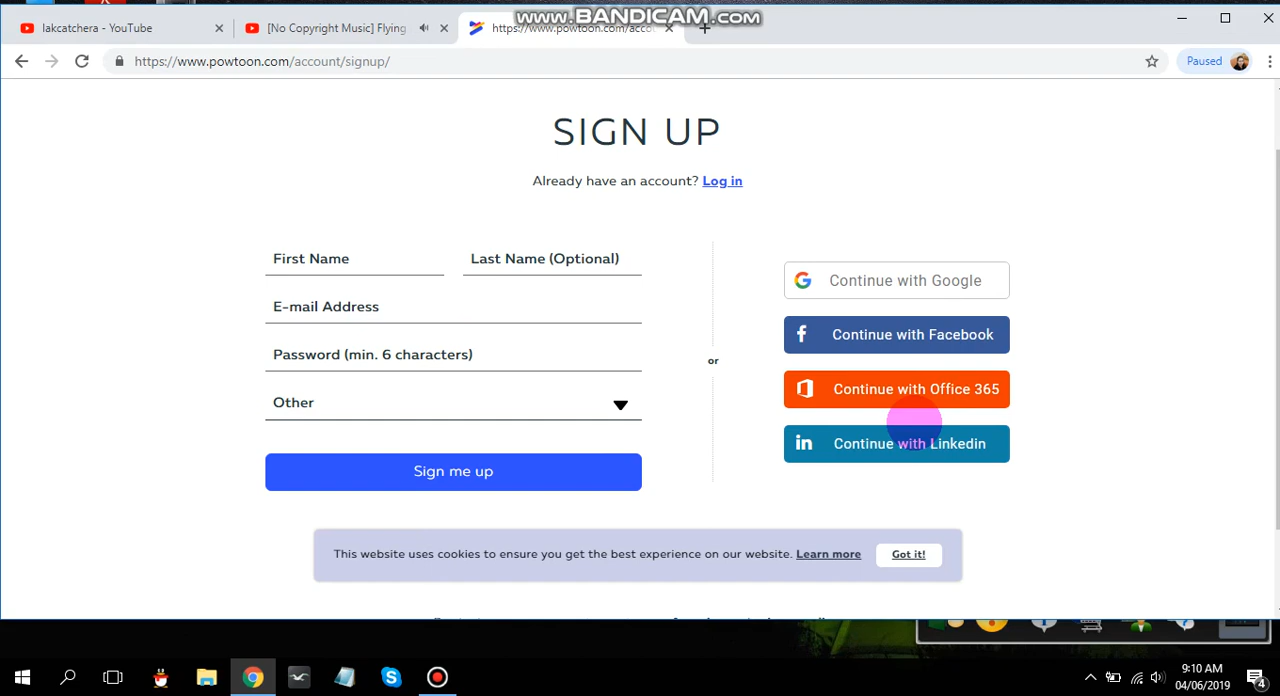 www.BANDICAM.com
lakcatchera - YouTube
[No Copyright Music] Flying
https://www.powtoon.com/acco
https://www.powtoon.com/account/signup/
Paused
SIGN UP
Already have an account? Log in
First Name
Last Name (Optional)
E-mail Address
Password (min. 6 characters)
Other
Sign me up
or
Continue with Google
Continue with Facebook
Continue with Office 365
Continue with Linkedin
This website uses cookies to ensure you get the best experience on our website. Learn more
Got it!
9:10 AM
04/06/2019
4